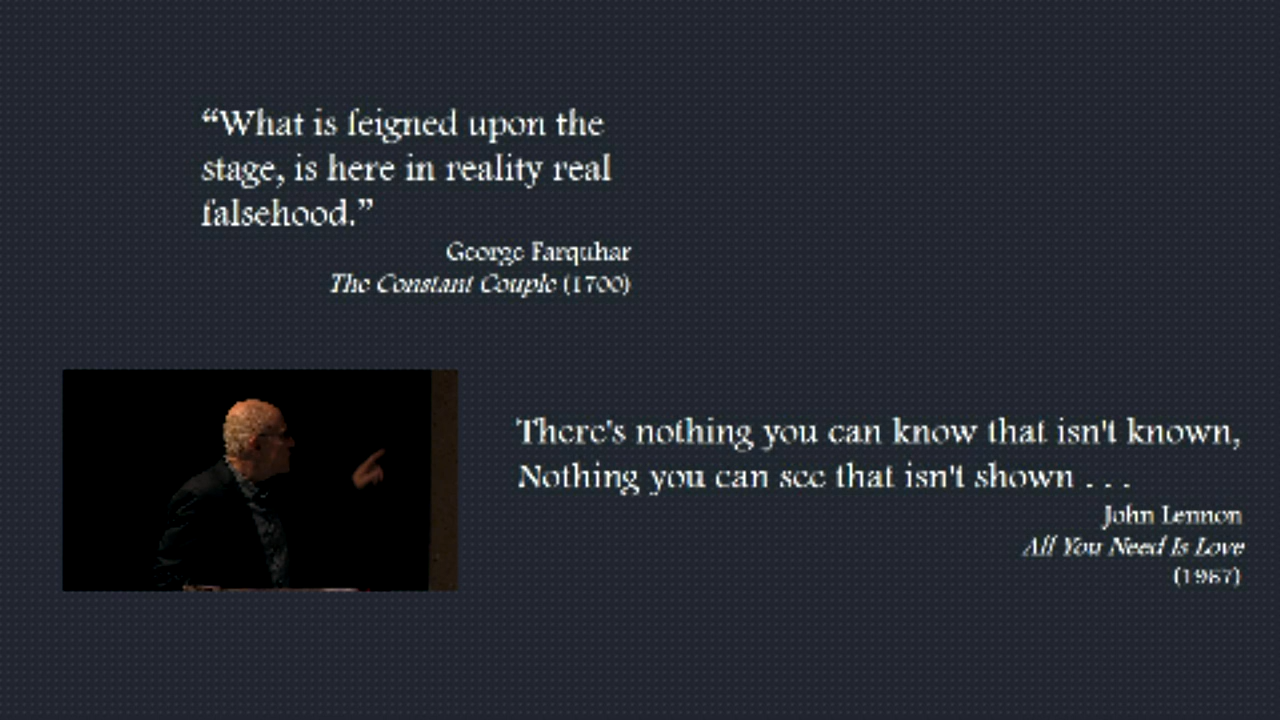 “What is feigned upon the
stage, is here in reality real
falsehood.”
George Farquhar
The Constant Couple (1700)
There's nothing you can know that isn't known,
Nothing you can see that isn't shown . . .
John Lennon
All You Need Is Love
(1967)